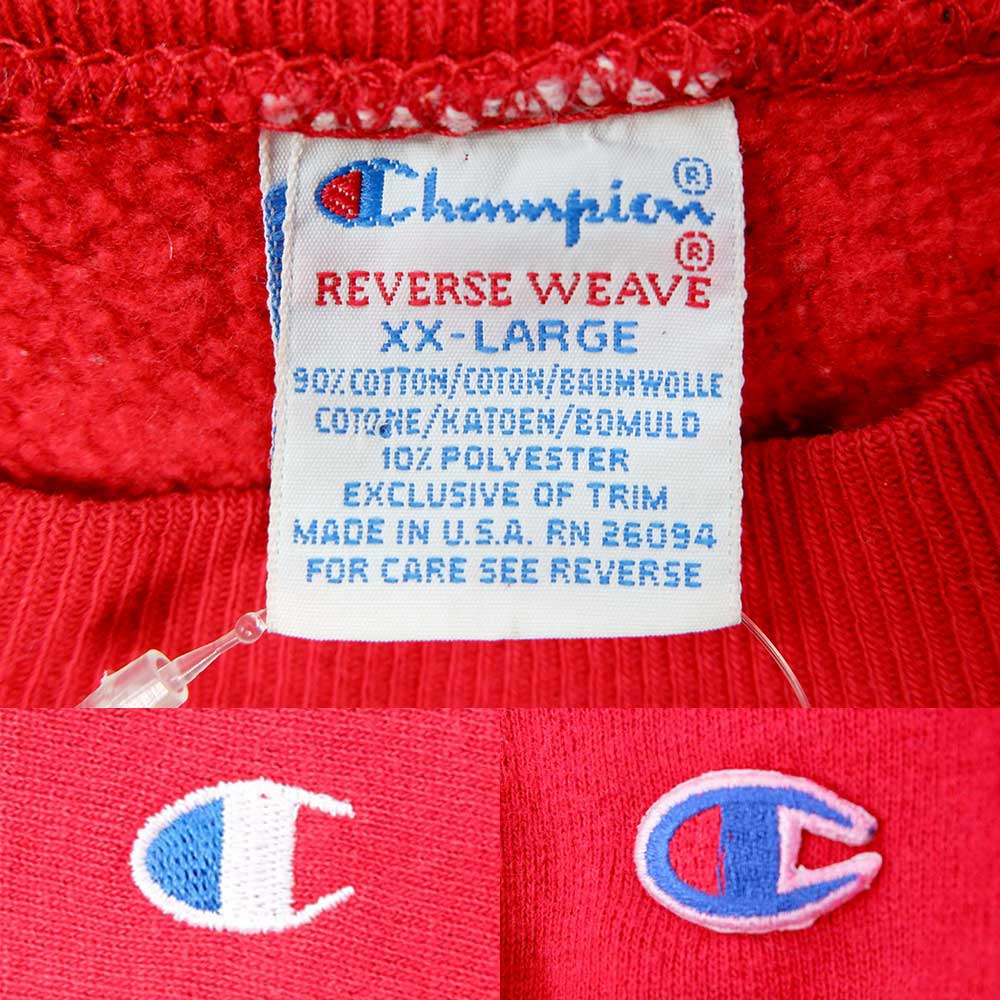 Champion®
REVERSE WEAVE®
XX-LARGE
90% COTTON/COTON/BAUMWOLLE
COTONE/KATOEN/BOMULD
10% POLYESTER
EXCLUSIVE OF TRIM
MADE IN U.S.A. RN 26094
FOR CARE SEE REVERSE